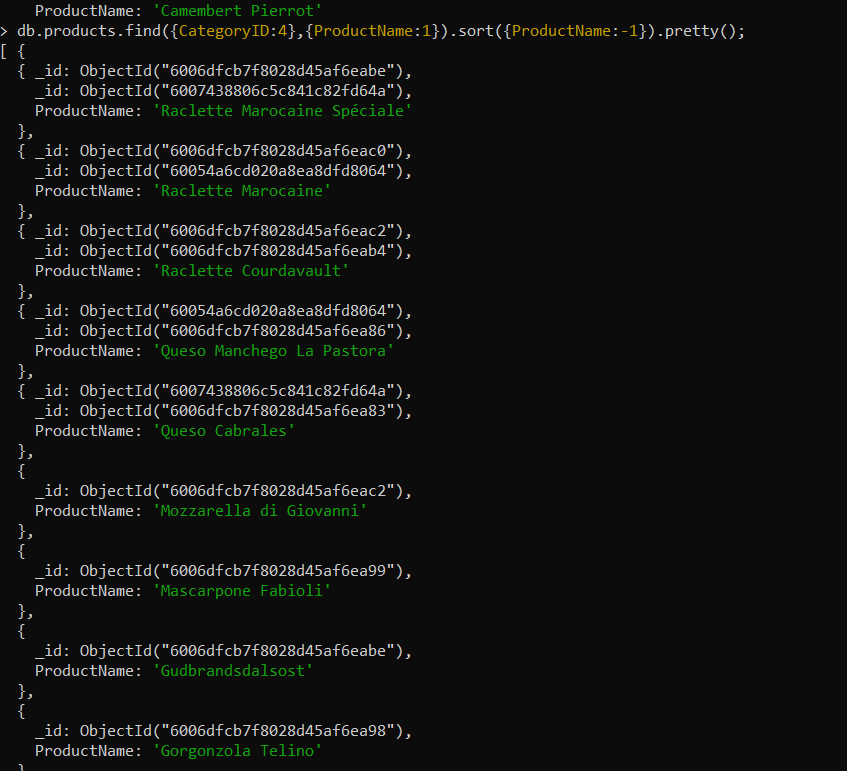 ProductName: 'Camembert Pierrot'
> db.products.find({CategoryID:4},{ProductName:1}).sort({ProductName:-1}).pretty();
[ {
{ _id: ObjectId("6006dfcb7f8028d45af6eabe"),
_id: ObjectId("6007438806c5c841c82fd64a"),
ProductName: 'Raclette Marocaine Spéciale'
},
{ _id: ObjectId("6006dfcb7f8028d45af6eac0"),
_id: ObjectId("60054a6cd020a8ea8dfd8064"),
ProductName: 'Raclette Marocaine'
},
{ _id: ObjectId("6006dfcb7f8028d45af6eac2"),
_id: ObjectId("6006dfcb7f8028d45af6eab4"),
ProductName: 'Raclette Courdavault'
},
{ _id: ObjectId("60054a6cd020a8ea8dfd8064"),
_id: ObjectId("6006dfcb7f8028d45af6ea86"),
ProductName: 'Queso Manchego La Pastora'
},
{ _id: ObjectId("6007438806c5c841c82fd64a"),
_id: ObjectId("6006dfcb7f8028d45af6ea83"),
ProductName: 'Queso Cabrales'
},
{
_id: ObjectId("6006dfcb7f8028d45af6eac2"),
ProductName: 'Mozzarella di Giovanni'
},
{
_id: ObjectId("6006dfcb7f8028d45af6ea99"),
ProductName: 'Mascarpone Fabioli'
},
{
_id: ObjectId("6006dfcb7f8028d45af6eabe"),
ProductName: 'Gudbrandsdalsost'
},
{
_id: ObjectId("6006dfcb7f8028d45af6ea98"),
ProductName: 'Gorgonzola Telino'
}